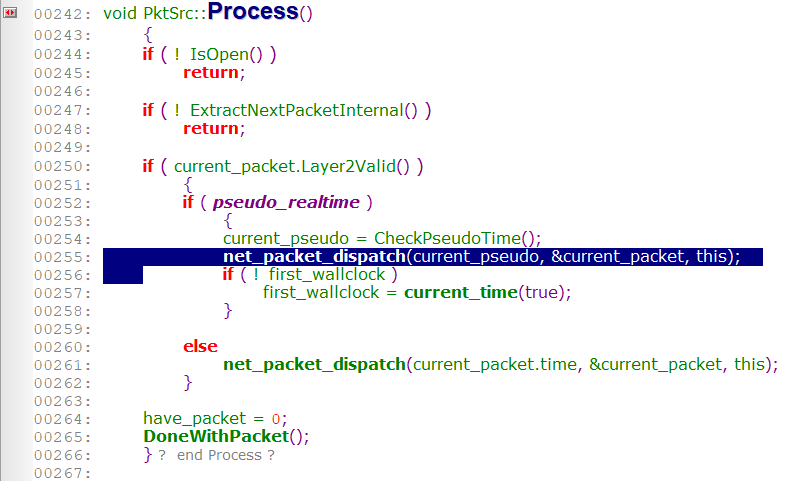 00242: void PktSrc::Process()
00243: {
00244: if ( ! IsOpen() )
00245: return;
00246:
00247: if ( ! ExtractNextPacketInternal() )
00248: return;
00249:
00250: if ( current_packet.Layer2Valid() )
00251: {
00252: if ( pseudo_realtime )
00253: {
00254: current_pseudo = CheckPseudoTime();
00255: net_packet_dispatch(current_pseudo, &current_packet, this);
00256: if ( ! first_wallclock )
00257: first_wallclock = current_time(true);
00258: }
00259:
00260: else
00261: net_packet_dispatch(current_packet.time, &current_packet, this);
00262: }
00263:
00264: have_packet = 0;
00265: DoneWithPacket();
00266: } ? end Process ?
00267: